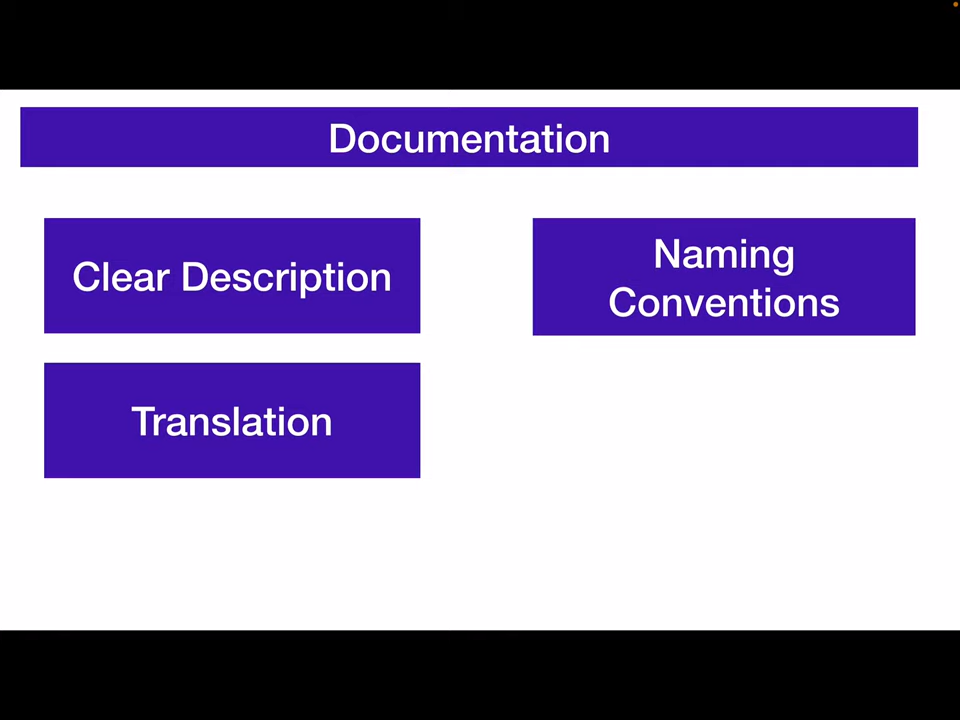 Documentation
Clear Description
Naming
Conventions
Translation